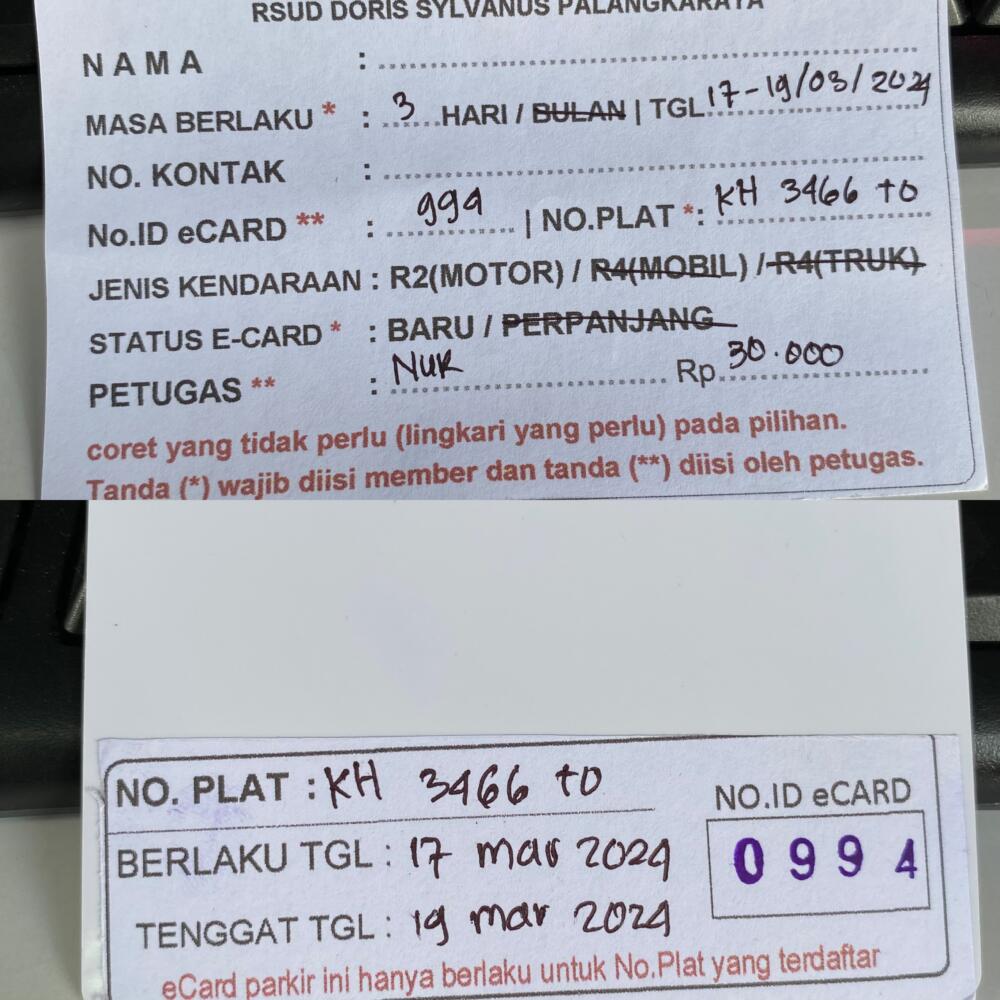 RSUD DORIS SYLVANUS PALANGKARAYA
NAMA :
MASA BERLAKU * : 3 HARI / BULAN | TGL. 17-19/03/2024
NO. KONTAK :
No.ID eCARD ** : 994 | NO.PLAT *: KH 3466 to
JENIS KENDARAAN : R2(MOTOR) / R4(MOBIL) / R4(TRUK)
STATUS E-CARD * : BARU / PERPANJANG
PETUGAS ** : NUR Rp. 30.000
coret yang tidak perlu (lingkari yang perlu) pada pilihan.
Tanda (*) wajib diisi member dan tanda (**) diisi oleh petugas.
NO. PLAT : KH 3466 to
NO.ID eCARD
0994
BERLAKU TGL : 17 mar 2024
TENGGAT TGL : 19 mar 2024
eCard parkir ini hanya berlaku untuk No.Plat yang terdaftar